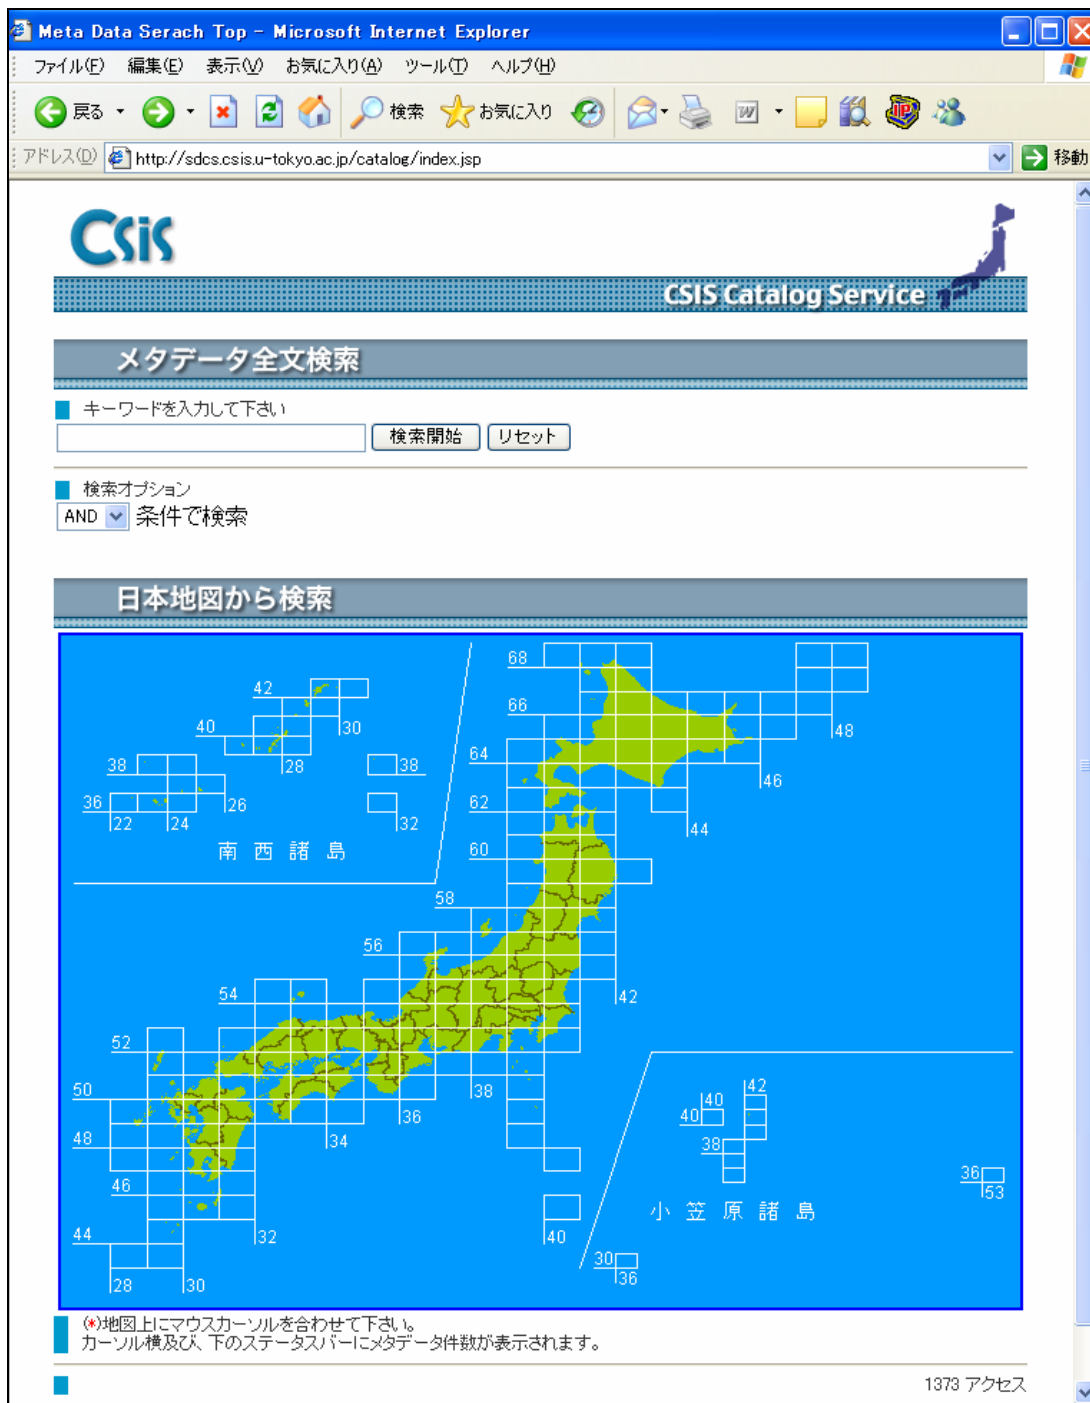 Meta Data Serach Top - Microsoft Internet Explorer
ファイル(F) 編集(E) 表示(V) お気に入り(A) ツール(T) ヘルプ(H)
戻る 検索 お気に入り
アドレス(D) http://sdcs.csis.u-tokyo.ac.jp/catalog/index.jsp 移動
CSiS
CSIS Catalog Service
メタデータ全文検索
キーワードを入力して下さい
検索開始 リセット
検索オプション
AND 条件で検索
日本地図から検索
68
42
66
40 30 48
38 28 38 64
46
36 26 62
22 24 32 44
南西諸島 60
58
56
54 42
52
50 38 42
40
36 40
48 34 38
46 36
53
小笠原諸島
44 32 40
30
28 30 36
(*)地図上にマウスカーソルを合わせて下さい。
カーソル横及び、下のステータスバーにメタデータ件数が表示されます。
1373 アクセス